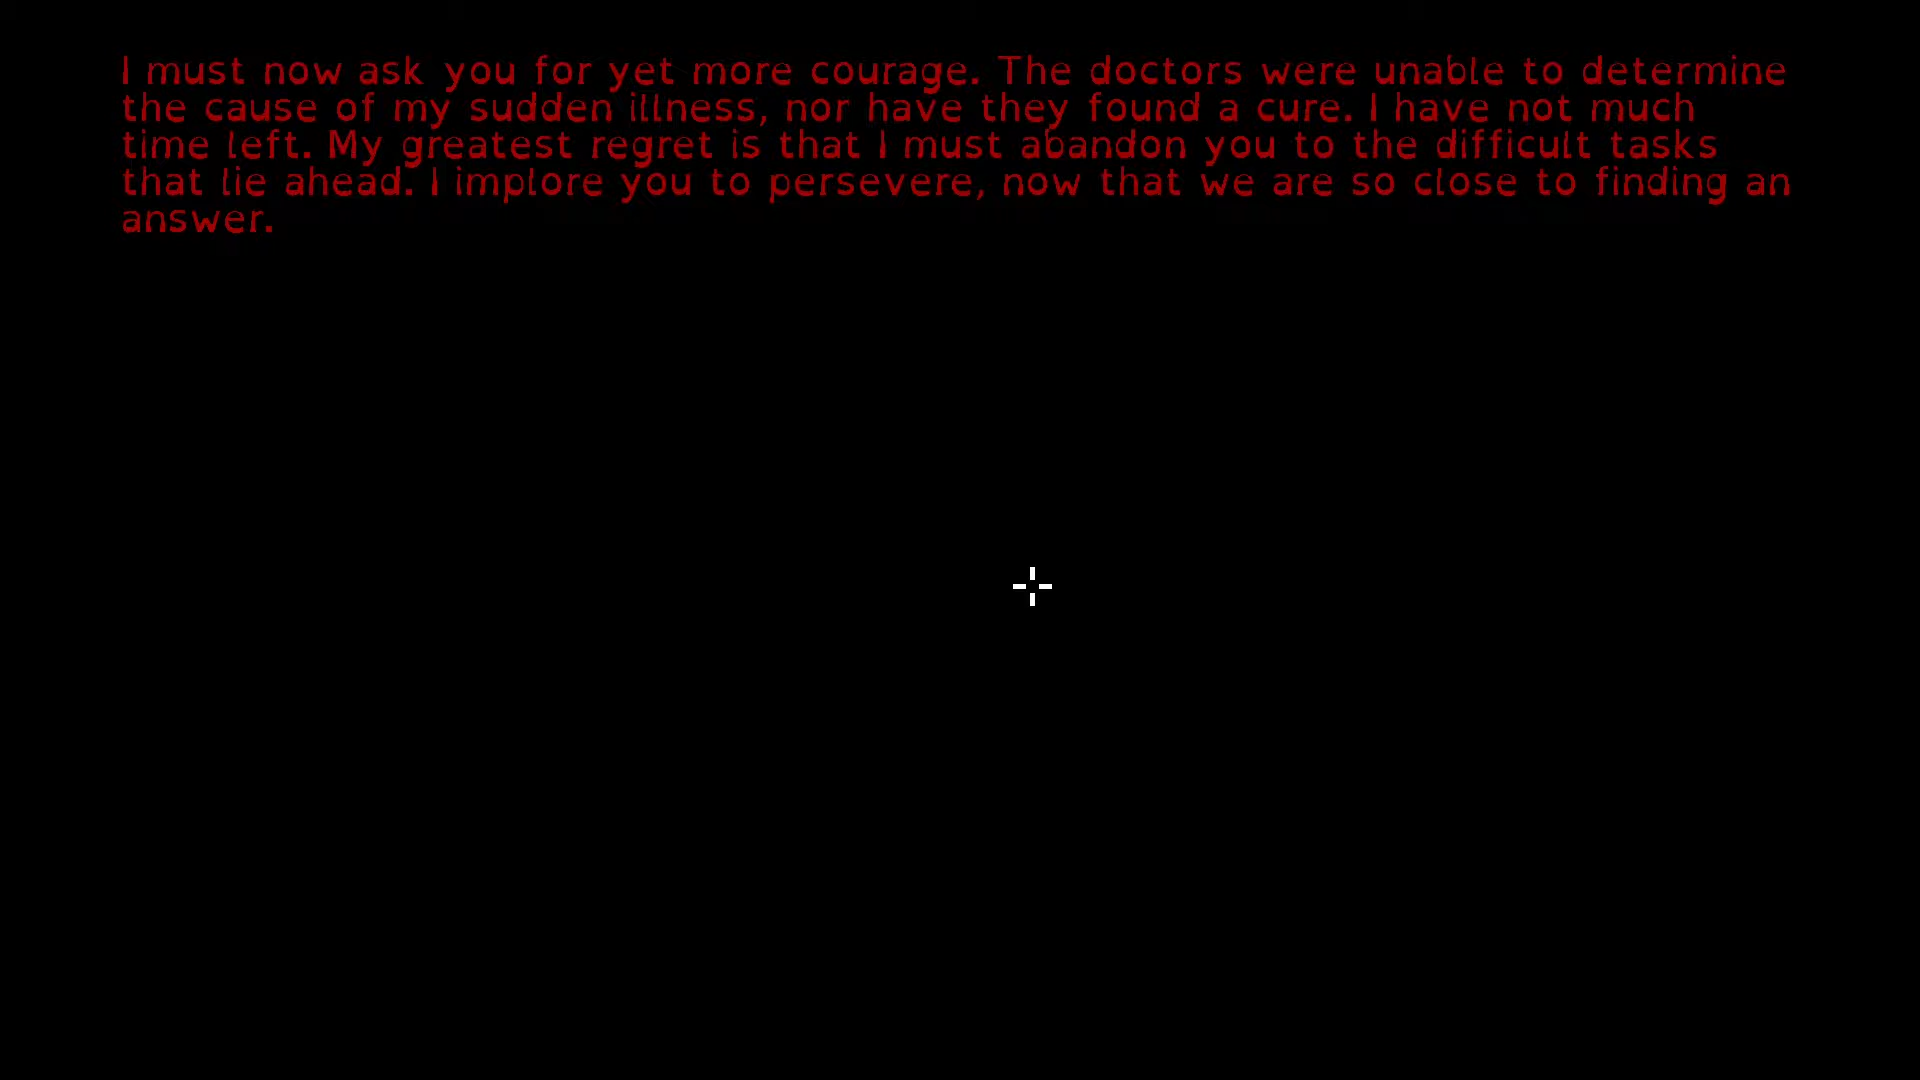 I must now ask you for yet more courage. The doctors were unable to determine
the cause of my sudden illness, nor have they found a cure. I have not much
time left. My greatest regret is that I must abandon you to the difficult tasks
that lie ahead. I implore you to persevere, now that we are so close to finding an
answer.